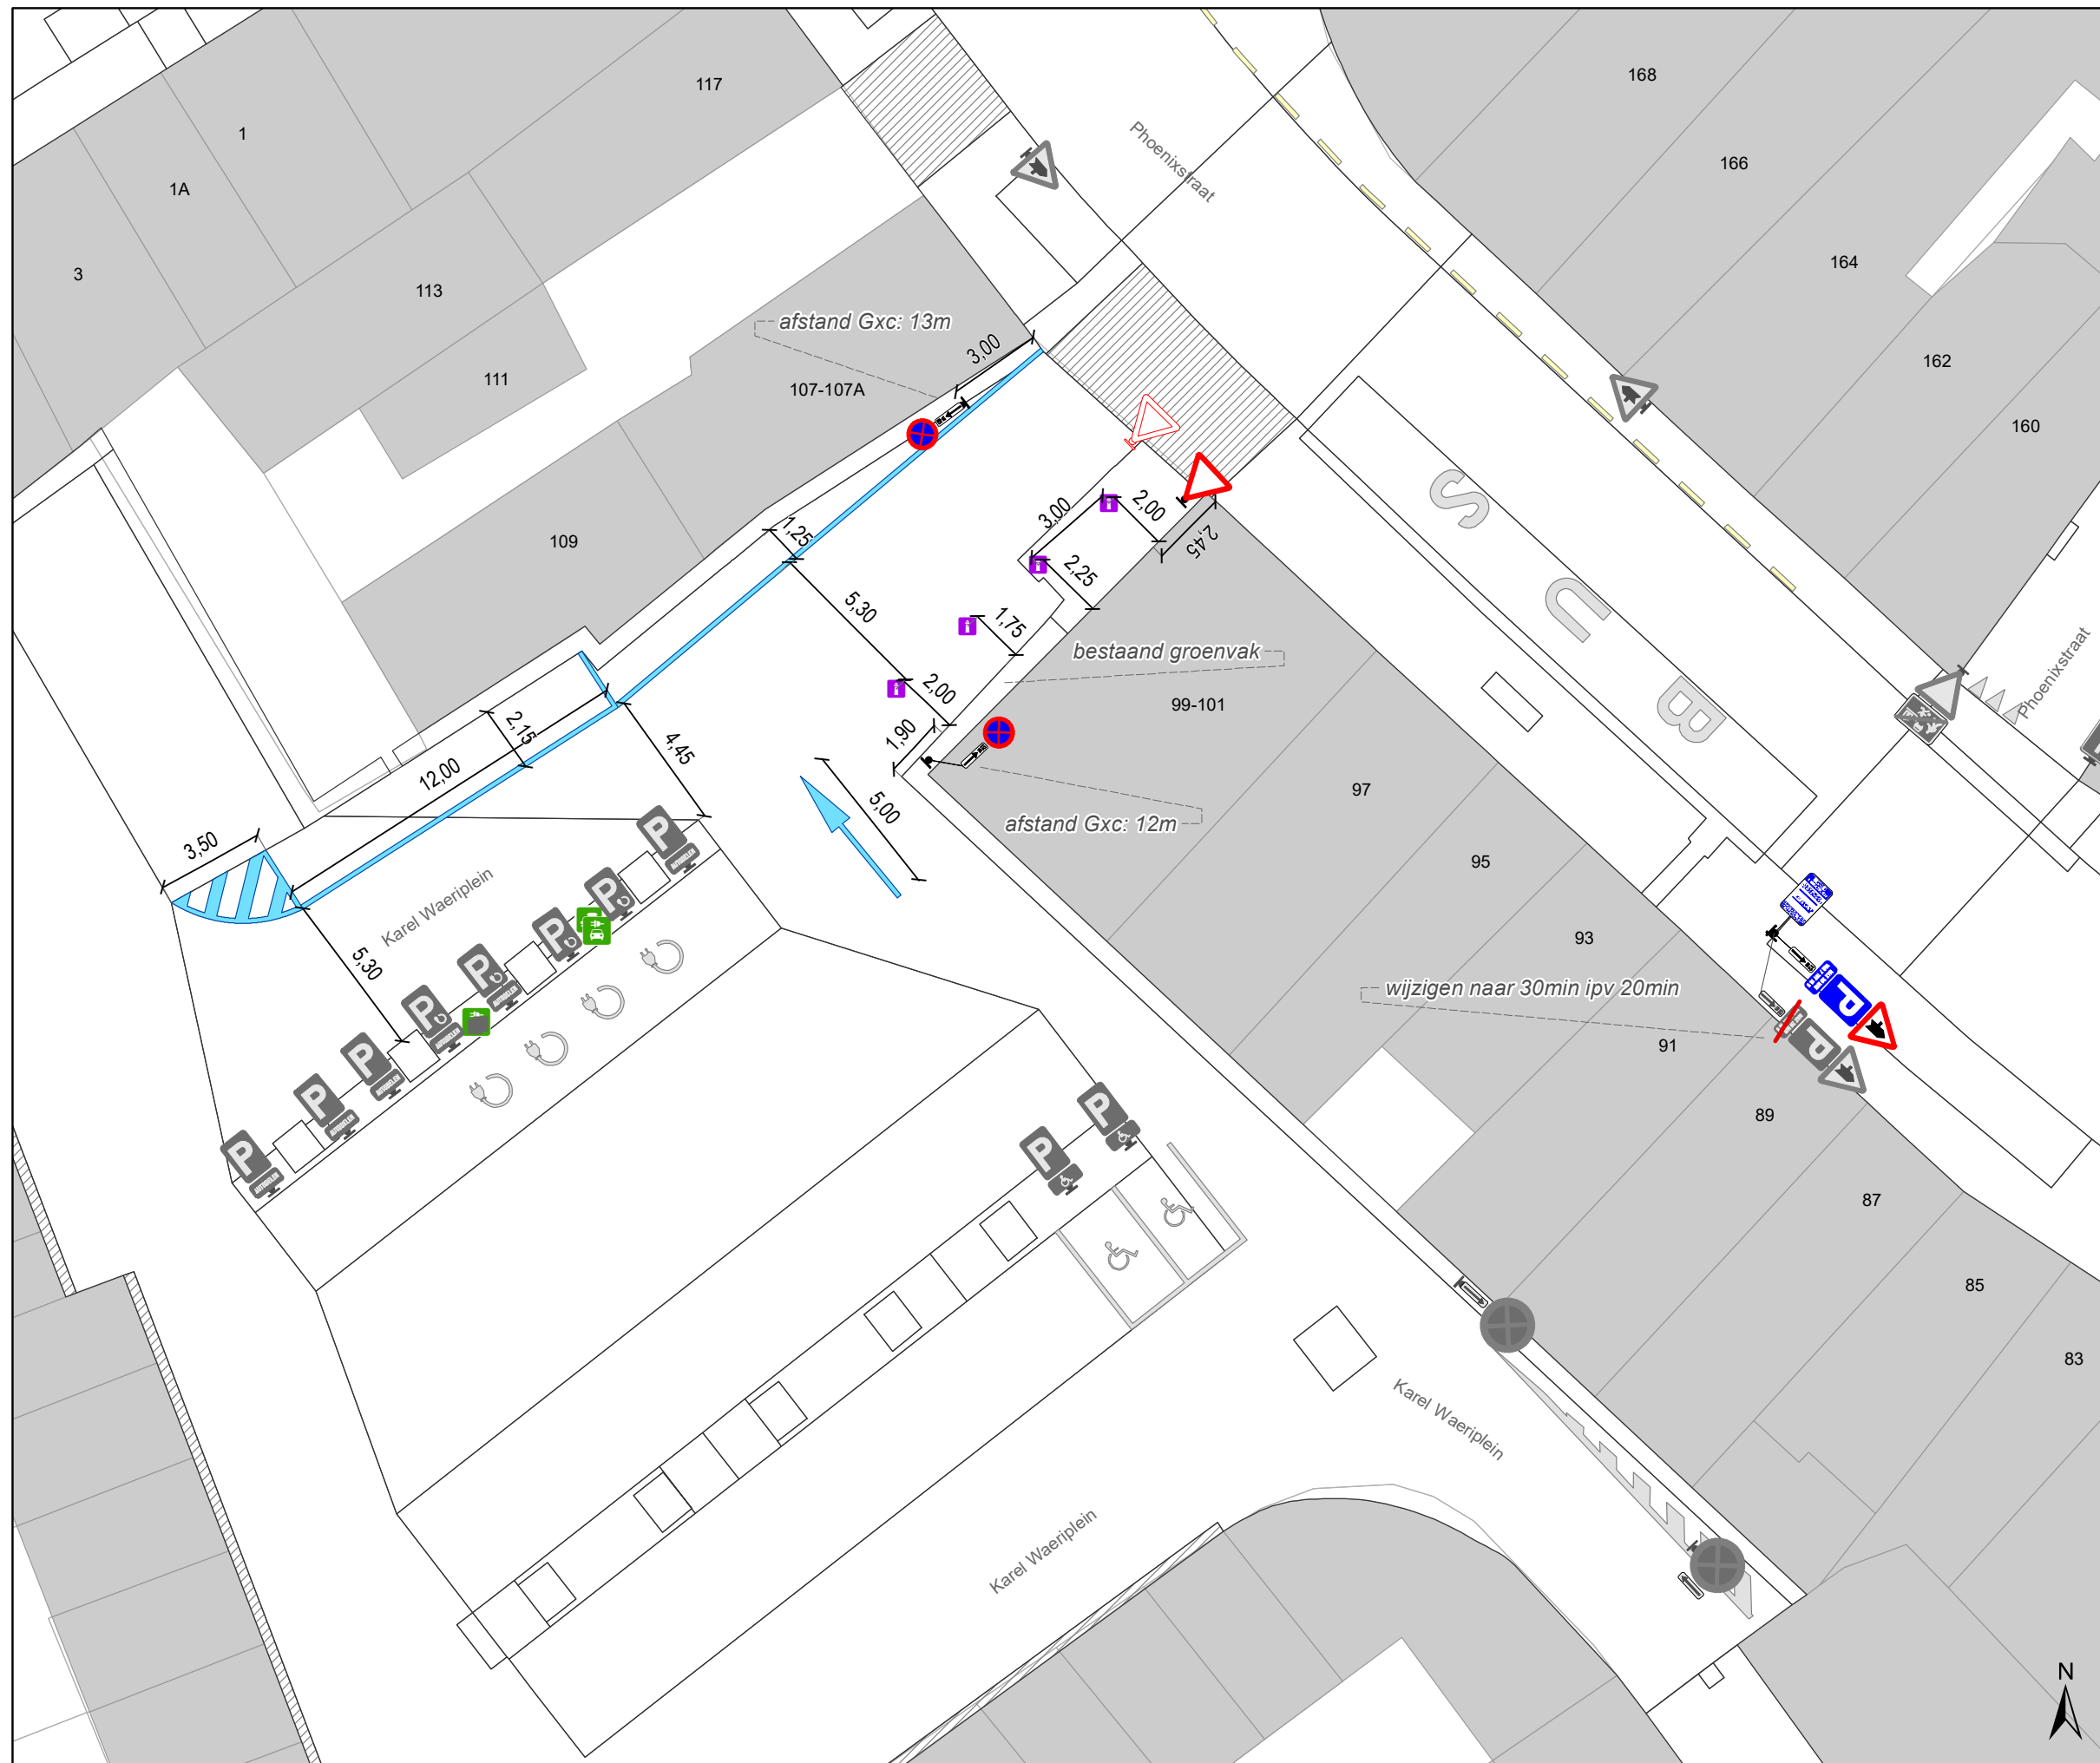 117
168
1
Phoenixstraat
166
1A
164
3
113
afstand Gxc: 13m
3,00
111
107-107A
162
160
S
3,00
2,00
1,25
2,45
109
2,25
U
5,30
1,75
bestaand groenvak
Phoenixstraat
2,00
99-101
B
2,15
1,90
4,45
12,00
97
5,00
afstand Gxc: 12m
3,50
95
P
P
Karel Waeriplein
P
93
5,30
P
wijzigen naar 30min ipv 20min
P
P
P
91
P
P
89
P
P
P
87
85
83
Karel Waeriplein
Karel Waeriplein
N